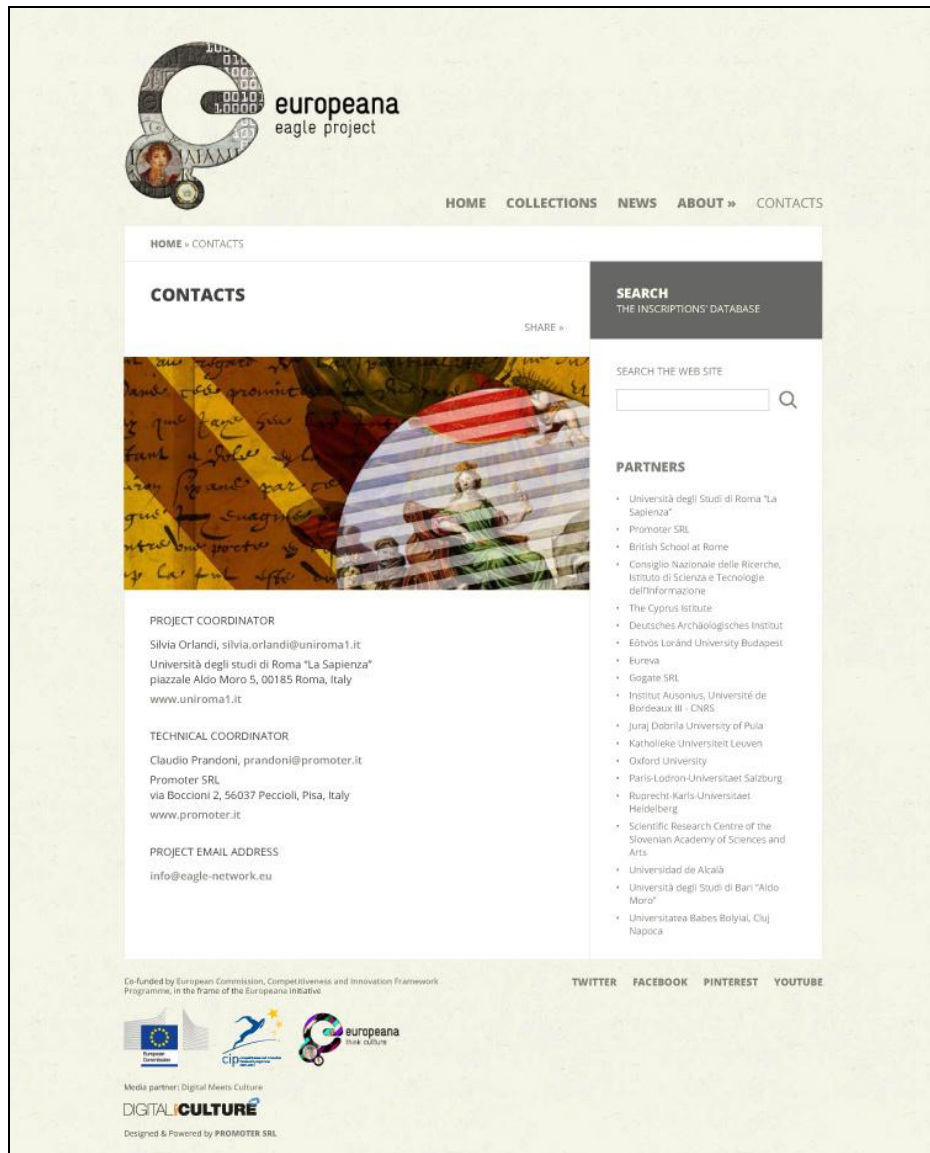 europeana
eagle project
HOME COLLECTIONS NEWS ABOUT » CONTACTS
HOME » CONTACTS
CONTACTS
SHARE »
PROJECT COORDINATOR
Silvia Orlandi, silvia.orlandi@uniroma1.it
Università degli studi di Roma “La Sapienza”
piazzale Aldo Moro 5, 00185 Roma, Italy
www.uniroma1.it
TECHNICAL COORDINATOR
Claudio Prandoni, prandoni@promoter.it
Promoter SRL
via Boccioni 2, 56037 Peccioli, Pisa, Italy
www.promoter.it
PROJECT EMAIL ADDRESS
info@eagle-network.eu
SEARCH
THE INSCRIPTIONS' DATABASE
SEARCH THE WEB SITE
PARTNERS
• Università degli Studi di Roma “La
Sapienza”
• Promoter SRL
• British School at Rome
• Consiglio Nazionale delle Ricerche,
Istituto di Scienza e Tecnologie
dell'Informazione
• The Cyprus Istitute
• Deutsches Archäologisches Institut
• Eötvös Loránd University Budapest
• Eureva
• Gogate SRL
• Institut Ausonius, Université de
Bordeaux III - CNRS
• Juraj Dobrila University of Pula
• Katholieke Universiteit Leuven
• Oxford University
• Paris-Lodron-Universitaet Salzburg
• Ruprecht-Karls-Universitaet
Heidelberg
• Scientific Research Centre of the
Slovenian Academy of Sciences and
Arts
• Universidad de Alcalà
• Università degli Studi di Bari “Aldo
Moro”
• Universitatea Babes Bolyiai, Cluj
Napoca
Co-funded by European Commission, Competitiveness and Innovation Framework
Programme, in the frame of the Europeana Initiative
TWITTER FACEBOOK PINTEREST YOUTUBE
European
Commission
cip
europeana
think culture
Media partner: Digital Meets Culture
DIGITAL CULTURE
Designed & Powered by PROMOTER SRL